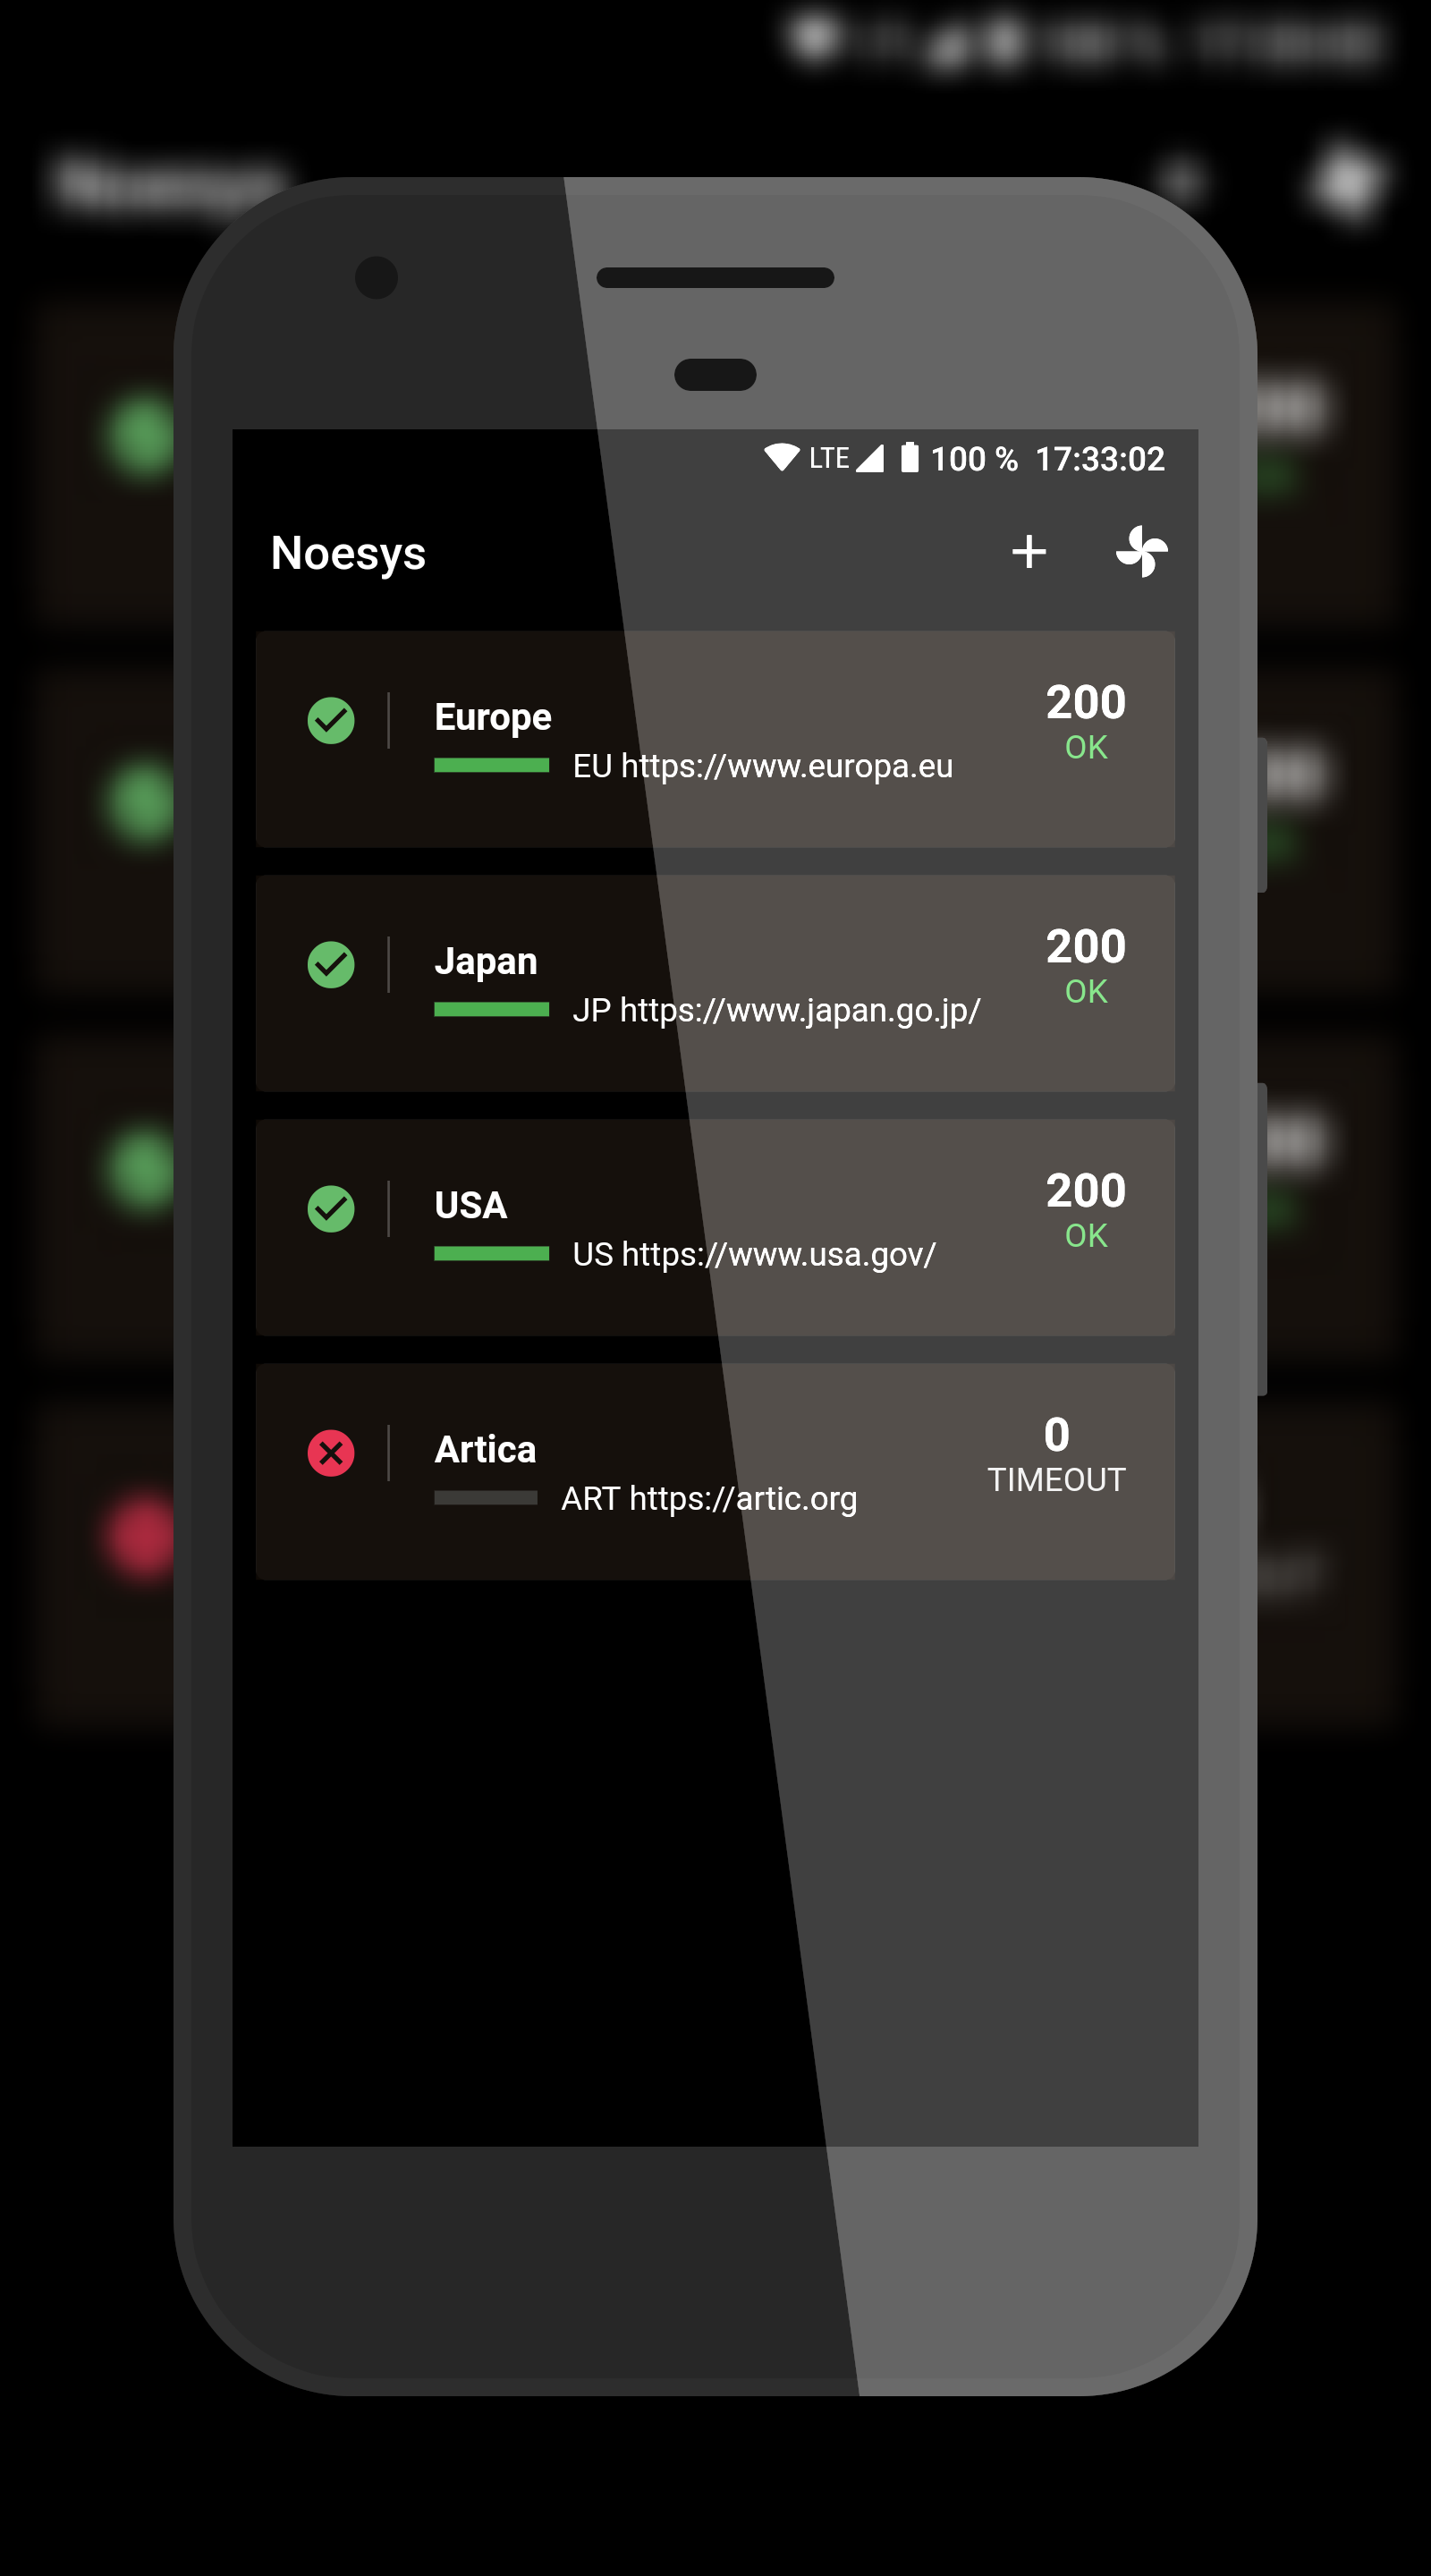 LTE 100 % 17:33:02
Noesys +
Europe
200
OK
EU https://www.europa.eu
Japan
200
OK
JP https://www.japan.go.jp/
USA
200
OK
US https://www.usa.gov/
Artica
0
TIMEOUT
ART https://artic.org